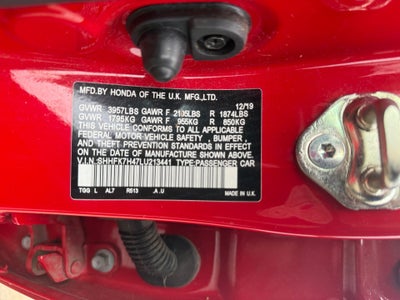 MFD. BY HONDA OF THE U.K. MFG.,LTD.
12/19
GVWR 3957LBS GAWR F 2105LBS R 1874LBS
GVWR 1795KG GAWR F 955KG R 850KG
THIS VEHICLE CONFORMS TO ALL APPLICABLE
FEDERAL MOTOR VEHICLE SAFETY , BUMPER ,
AND THEFT PREVENTION STANDARDS IN EFFECT
ON THE DATE OF MANUFACTURE SHOWN ABOVE.
V.I.N.:SHHFK7H47LU213441 TYPE:PASSENGER CAR
TGG L AL7 R513 .A .U MADE IN U.K.